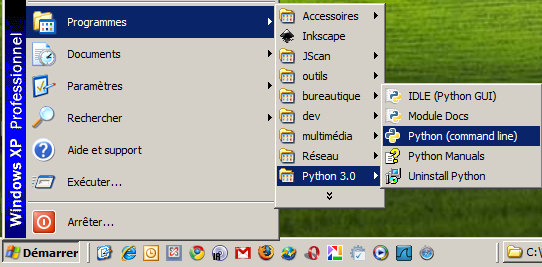 Windows XP Professionnel
Programmes
Documents
Paramètres
Rechercher
Aide et support
Exécuter...
Arrêter...
Accessoires
Inkscape
JScan
outils
bureautique
dev
multimédia
Réseau
Python 3.0
IDLE (Python GUI)
Module Docs
Python (command line)
Python Manuals
Uninstall Python
Démarrer
C:\